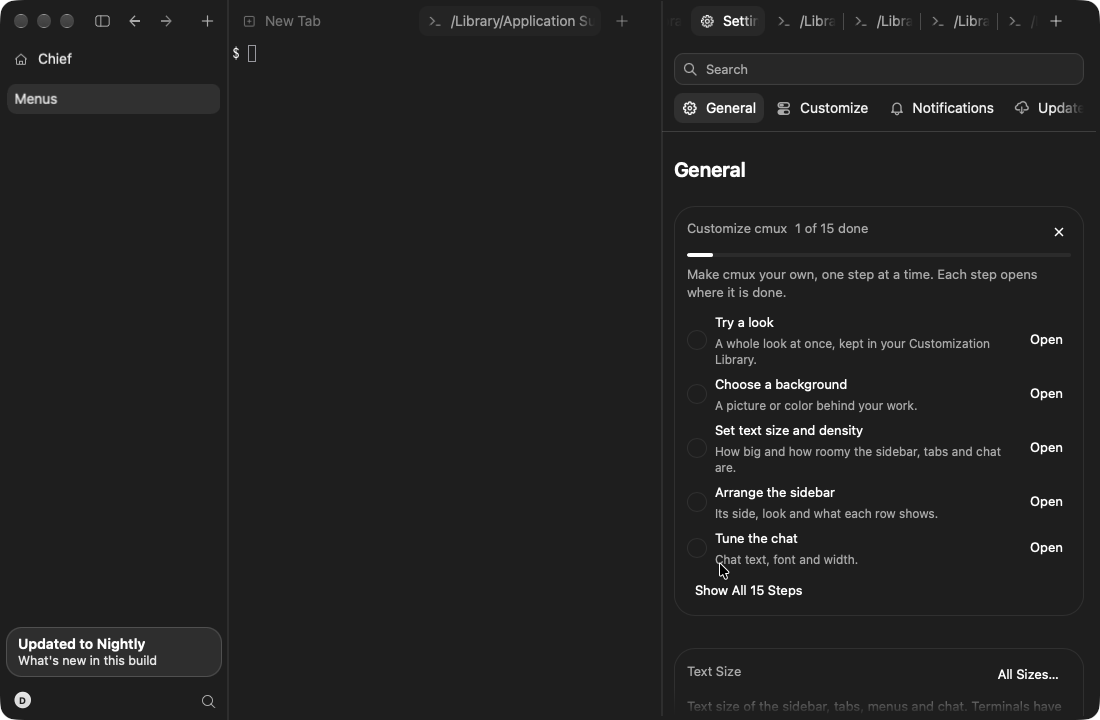 New Tab
/Library/Application Su
Setti
/Libra
/Libra
/Libra
Chief
Menus
$
Search
General
Customize
Notifications
Update
General
Customize cmux 1 of 15 done
Make cmux your own, one step at a time. Each step opens
where it is done.
Try a look
A whole look at once, kept in your Customization
Library.
Open
Choose a background
A picture or color behind your work.
Open
Set text size and density
How big and how roomy the sidebar, tabs and chat
are.
Open
Arrange the sidebar
Its side, look and what each row shows.
Open
Tune the chat
Chat text, font and width.
Open
Show All 15 Steps
Text Size
All Sizes...
Text size of the sidebar, tabs, menus and chat. Terminals have
Updated to Nightly
What's new in this build
D